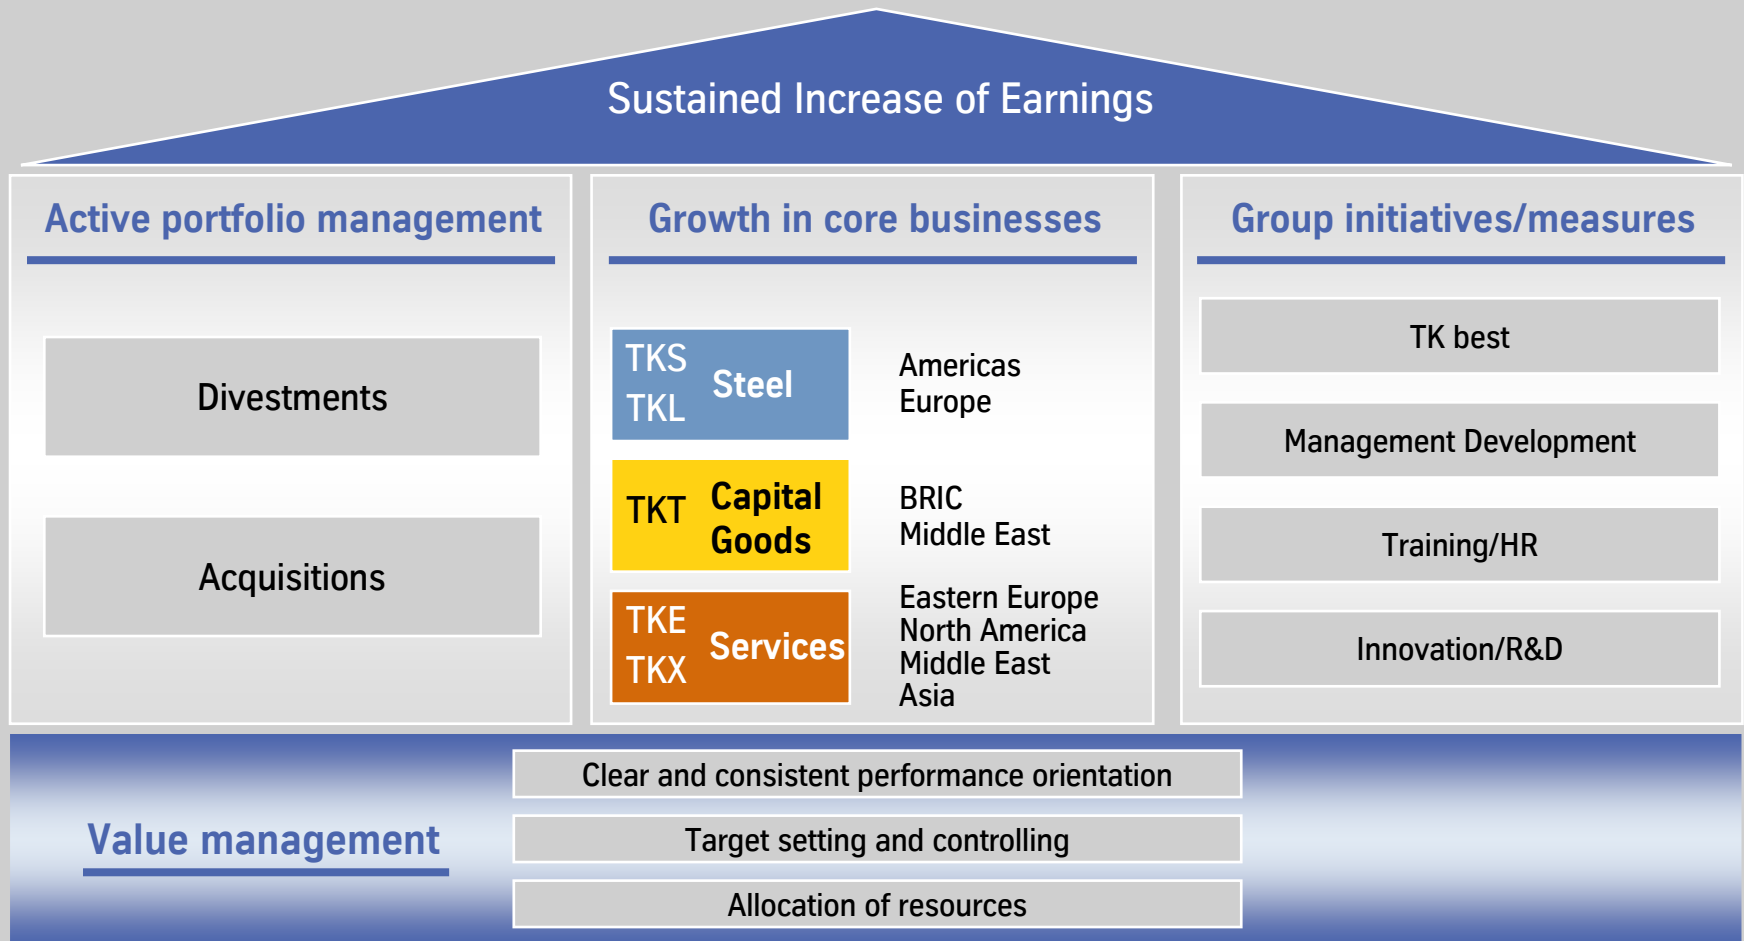 Sustained Increase of Earnings
Active portfolio management
Divestments
Acquisitions
Growth in core businesses
TKS
TKL
Steel
Americas
Europe
TKT
Capital
Goods
BRIC
Middle East
TKE
TKX
Services
Eastern Europe
North America
Middle East
Asia
Group initiatives/measures
TK best
Management Development
Training/HR
Innovation/R&D
Value management
Clear and consistent performance orientation
Target setting and controlling
Allocation of resources